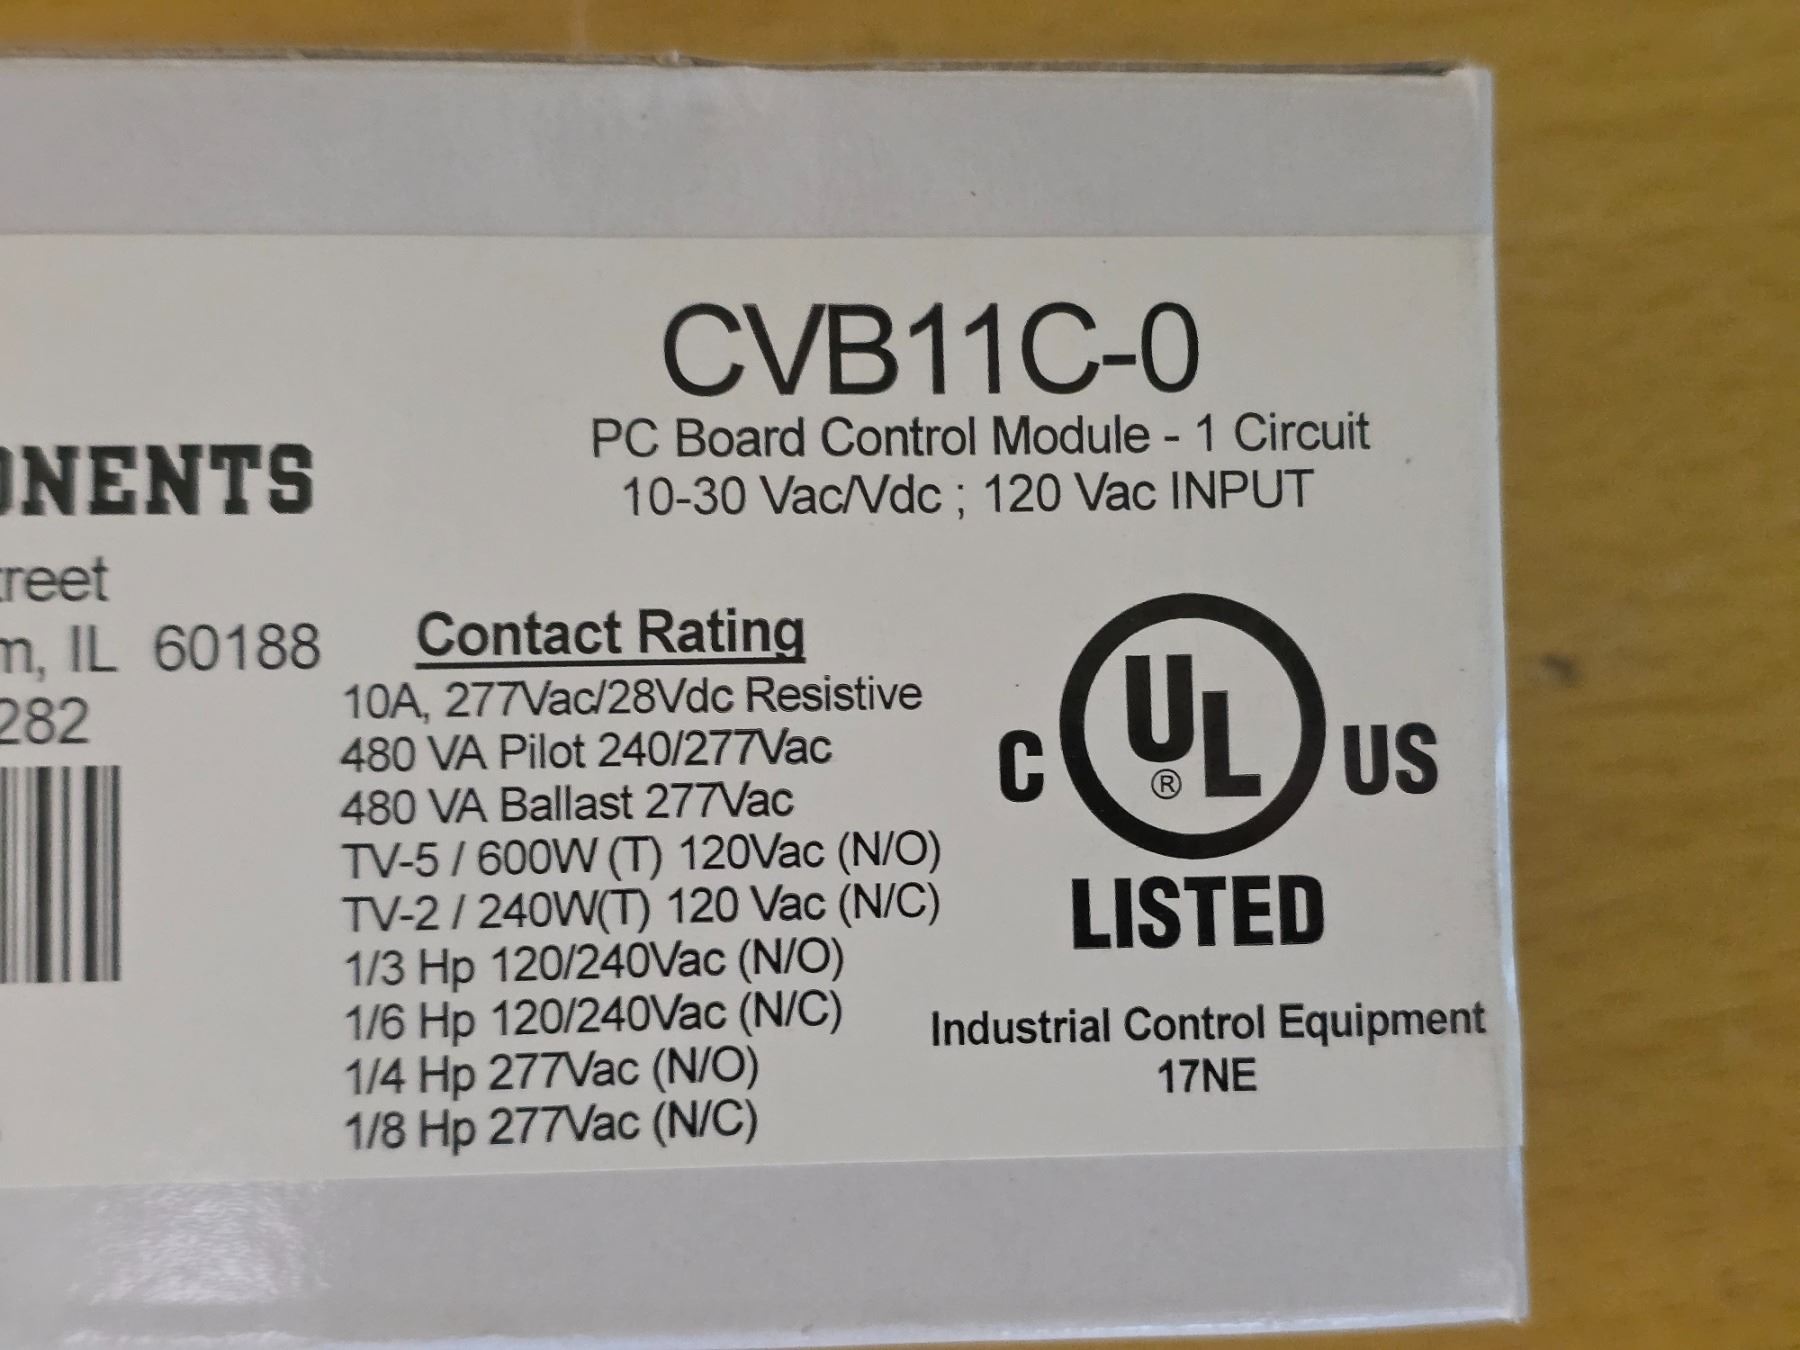 CVB11C-0
PC Board Control Module - 1 Circuit
10-30 Vac/Vdc ; 120 Vac INPUT
ONENTS
treet
m, IL 60188
282
Contact Rating
10A, 277Vac/28Vdc Resistive
480 VA Pilot 240/277Vac
480 VA Ballast 277Vac
TV-5 / 600W (T) 120Vac (N/O)
TV-2 / 240W(T) 120 Vac (N/C)
1/3 Hp 120/240Vac (N/O)
1/6 Hp 120/240Vac (N/C)
1/4 Hp 277Vac (N/O)
1/8 Hp 277Vac (N/C)
C UL ® US
LISTED
Industrial Control Equipment
17NE